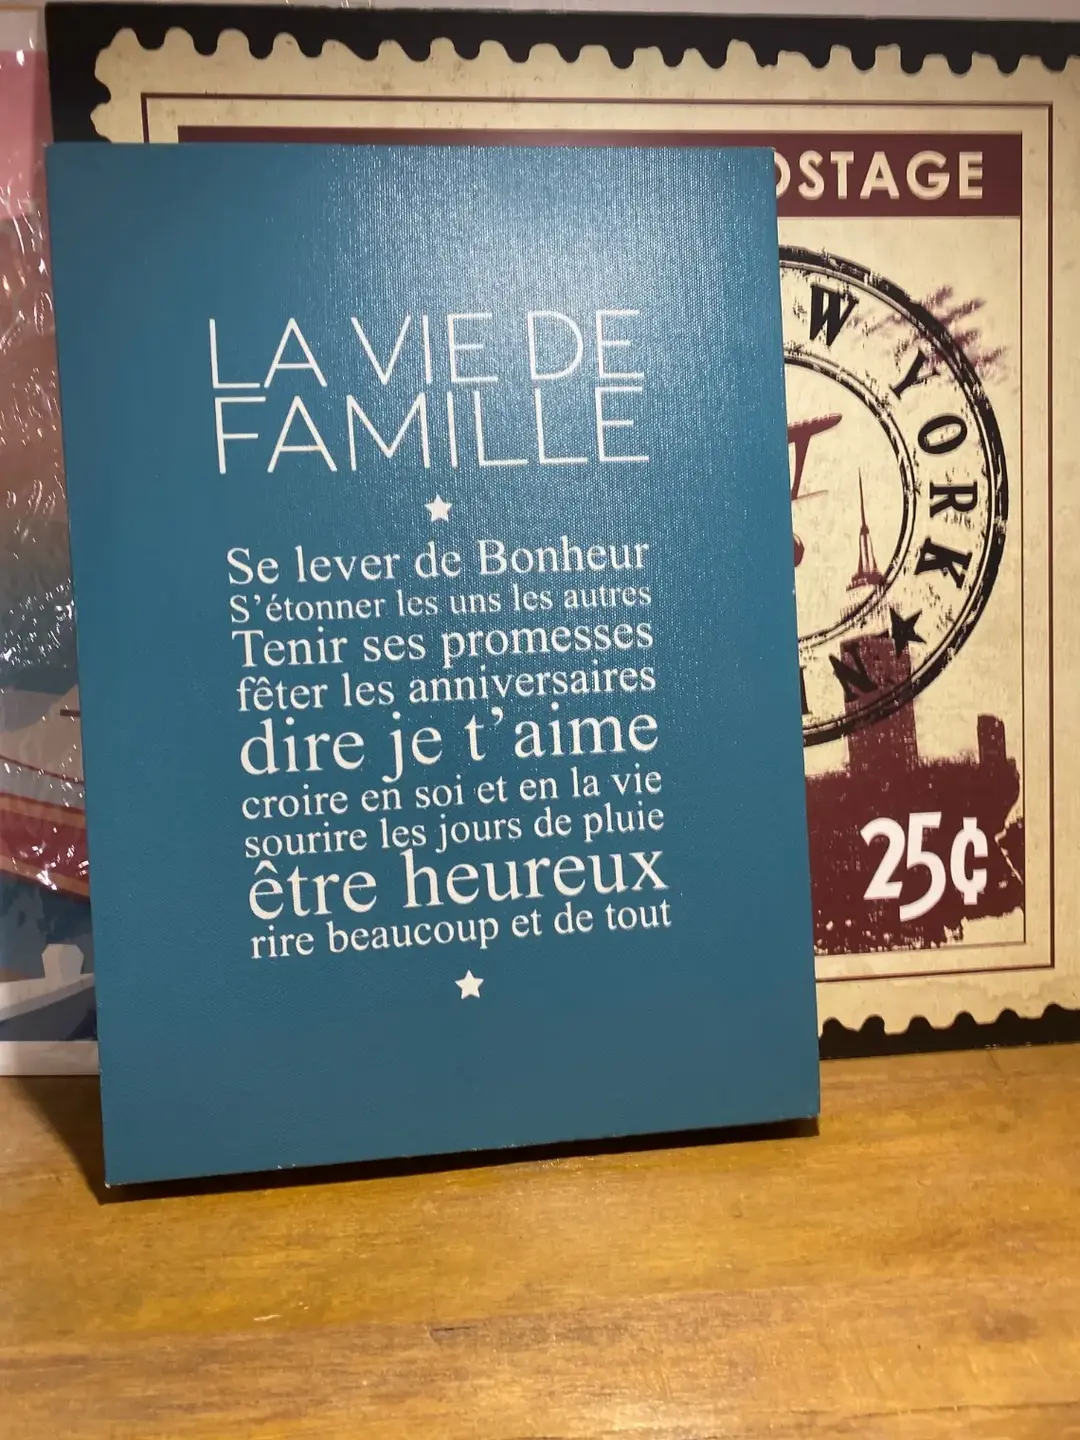 LA VIE DE
FAMILLE
Se lever de Bonheur
S'étonner les uns les autres
Tenir ses promesses
fêter les anniversaires
dire je t'aime
croire en soi et en la vie
sourire les jours de pluie
être heureux
rire beaucoup et de tout
OSTAGE
W YORK
25¢